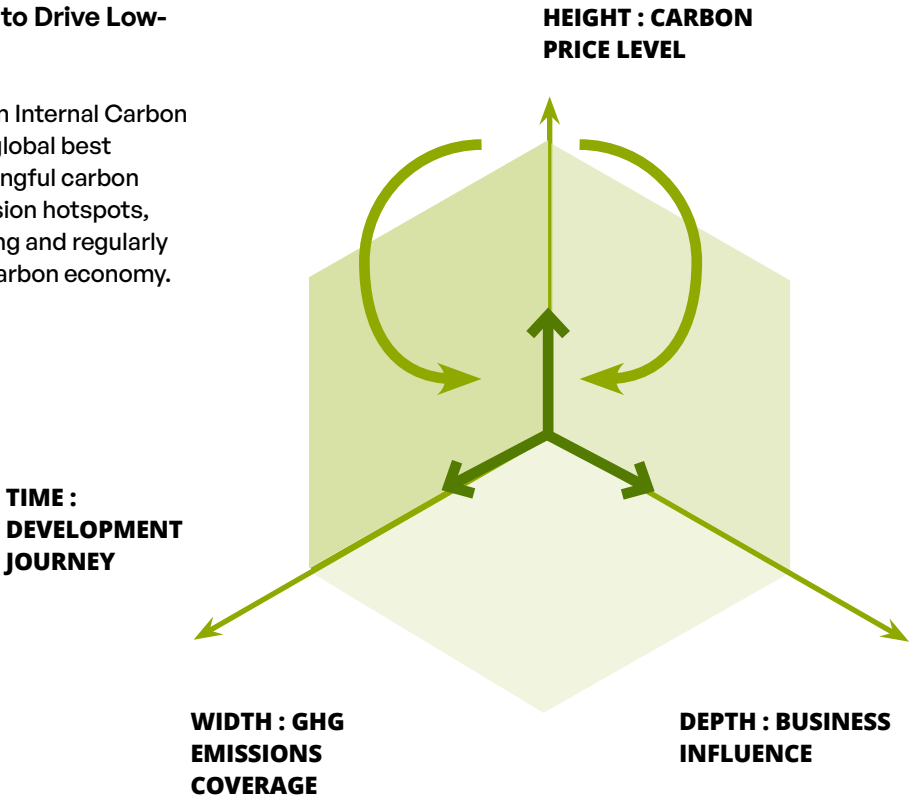 to Drive Low-
n Internal Carbon
global best
ngful carbon
sion hotspots,
ng and regularly
arbon economy.
HEIGHT : CARBON
PRICE LEVEL
TIME :
DEVELOPMENT
JOURNEY
WIDTH : GHG
EMISSIONS
COVERAGE
DEPTH : BUSINESS
INFLUENCE